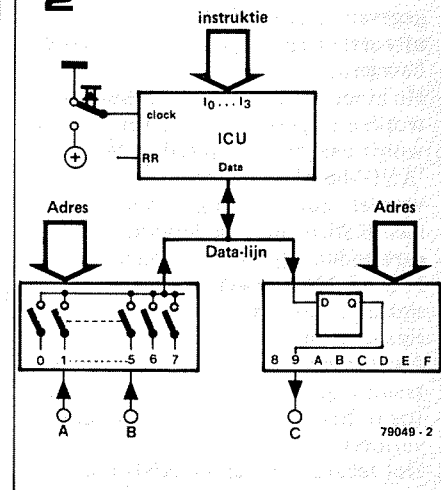 2
instruktie
I0...I3
clock
ICU
RR
Data
+
Adres
Adres
Data-lijn
D Q
0 1 5 6 7
8 9 A B C D E F
A
B
C
79049 - 2